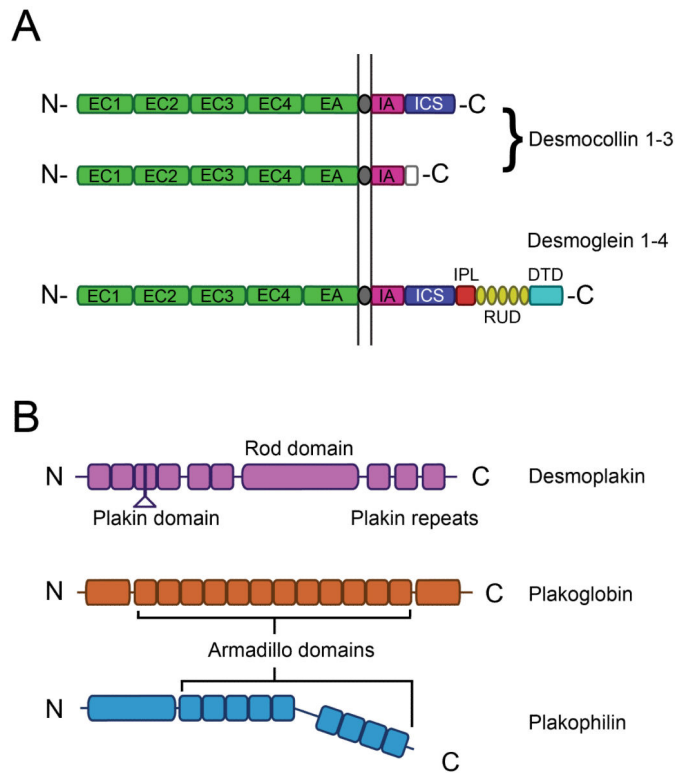 A
N- EC1 EC2 EC3 EC4 EA IA ICS -C
Desmocollin 1-3
N- EC1 EC2 EC3 EC4 EA IA -C
Desmoglein 1-4
IPL DTD
N- EC1 EC2 EC3 EC4 EA IA ICS -C
RUD
B
Rod domain
N C Desmoplakin
Plakin domain Plakin repeats
N C Plakoglobin
Armadillo domains
N Plakophilin
C